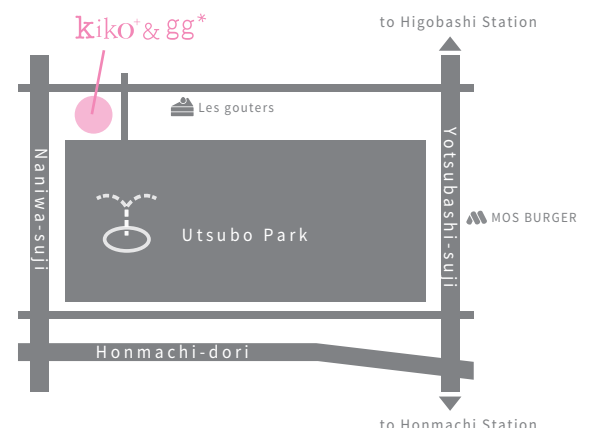 to Higobashi Station
kiko+ & gg*
Les gouters
Naniwa-suji
Yotsubashi-suji
MOS BURGER
Utsubo Park
Honmachi-dori
to Honmachi Station